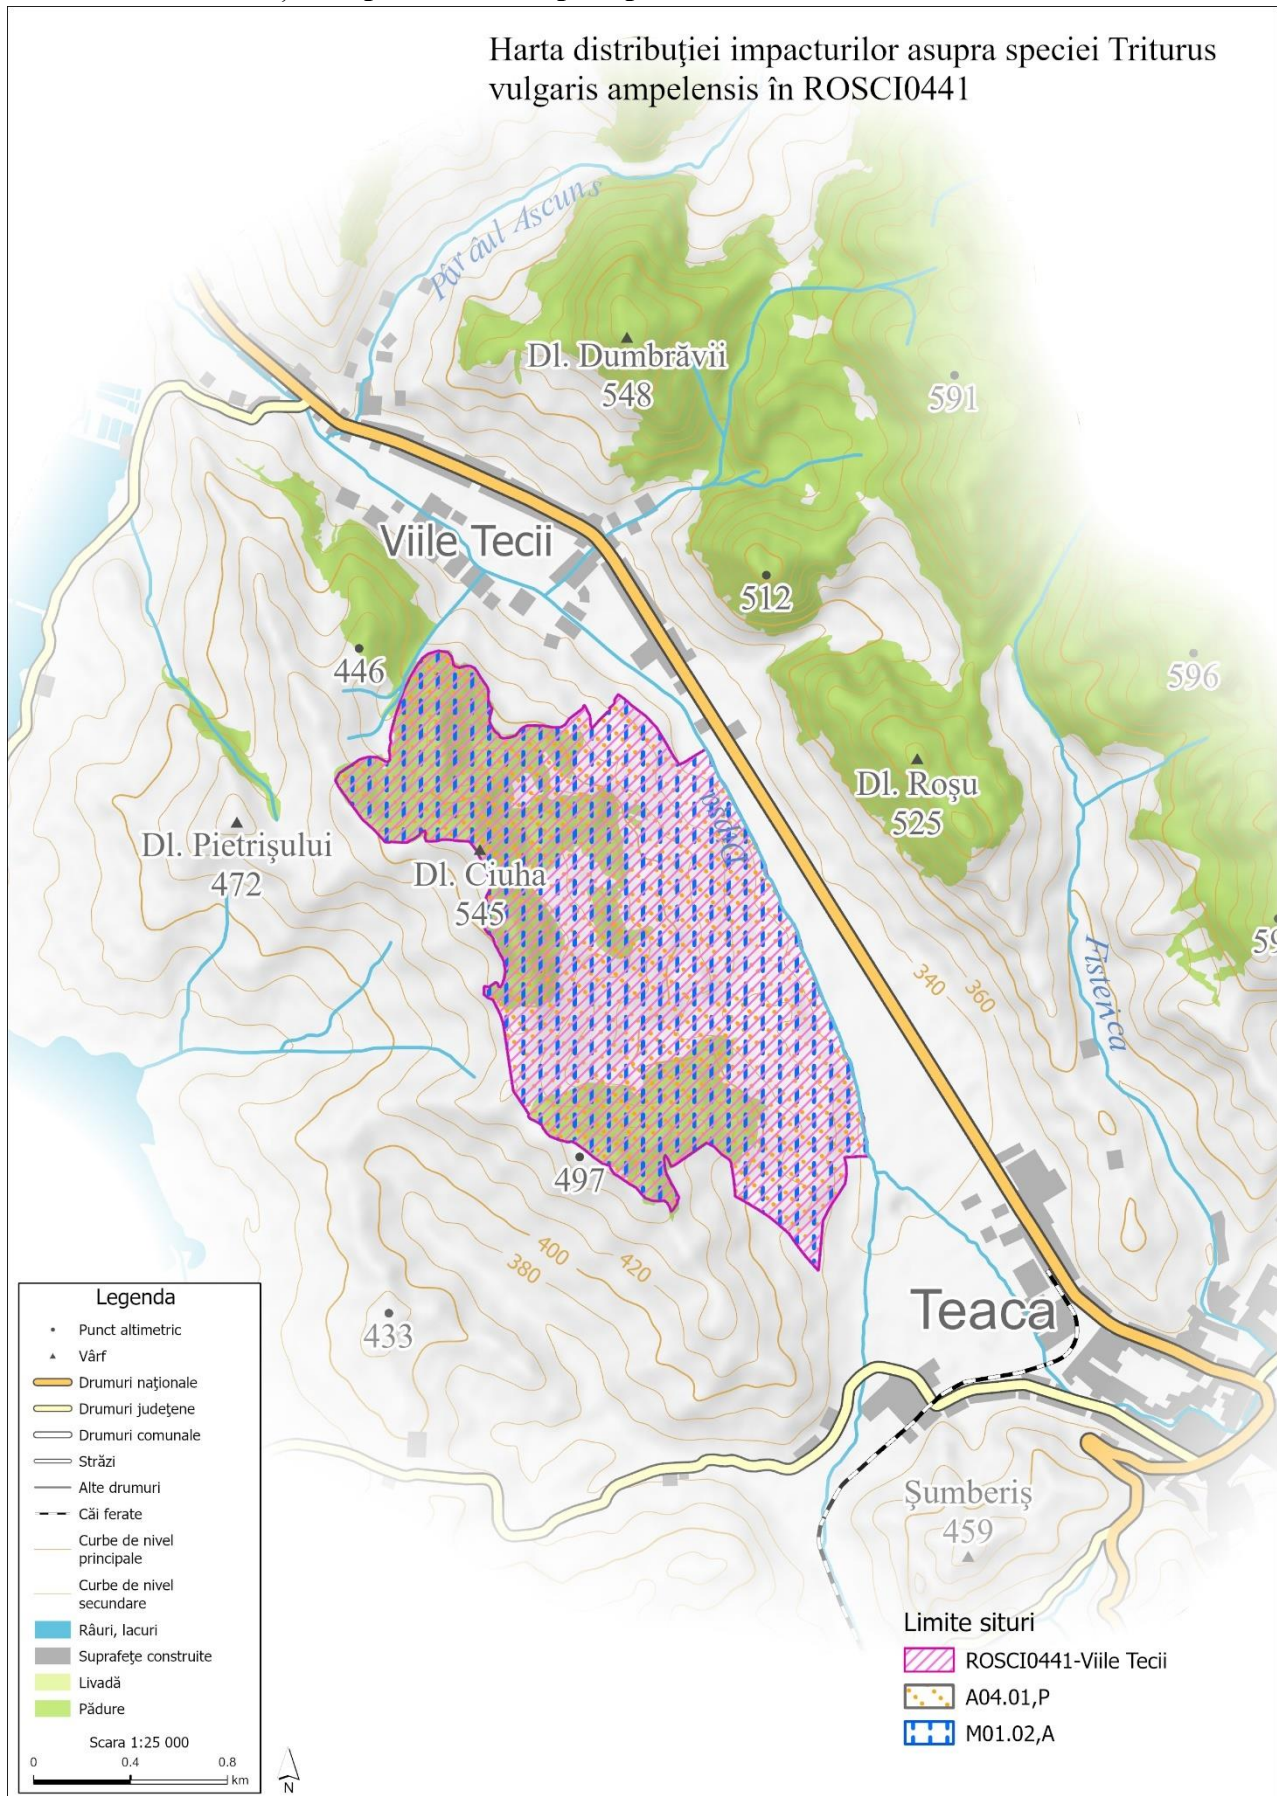 Harta distribuţiei impacturilor asupra speciei Triturus
vulgaris ampelensis în ROSCI0441
Pârâul Ascuns
Dl. Dumbrăvii
548
591
Viile Tecii
512
446
596
Dl. Roşu
525
Dl. Pietrişului
472
Dl. Ciuha
545
Fisterica
340
360
497
400
420
380
433
Teaca
Şumberiş
459
Legenda
Punct altimetric
Vârf
Drumuri naţionale
Drumuri judeţene
Drumuri comunale
Străzi
Alte drumuri
Căi ferate
Curbe de nivel
principale
Curbe de nivel
secundare
Râuri, lacuri
Suprafeţe construite
Livadă
Pădure
Scara 1:25 000
0 0.4 0.8
km
N
Limite situri
ROSCI0441-Viile Tecii
A04.01,P
M01.02,A